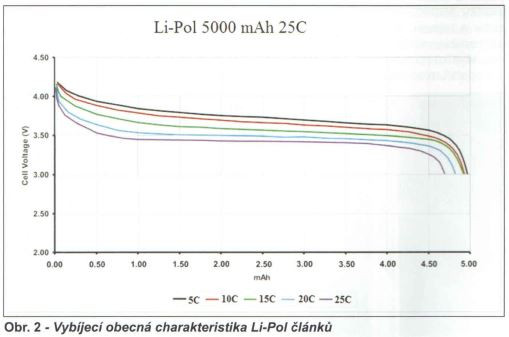 Li-Pol 5000 mAh 25C
4.50
4.00
3.50
3.00
2.50
2.00
Cell Voltage (V)
0.00 0.50 1.00 1.50 2.00 2.50 3.00 3.50 4.00 4.50 5.00
mAh
5C 10C 15C 20C 25C
Obr. 2 - Vybíjecí obecná charakteristika Li-Pol článků